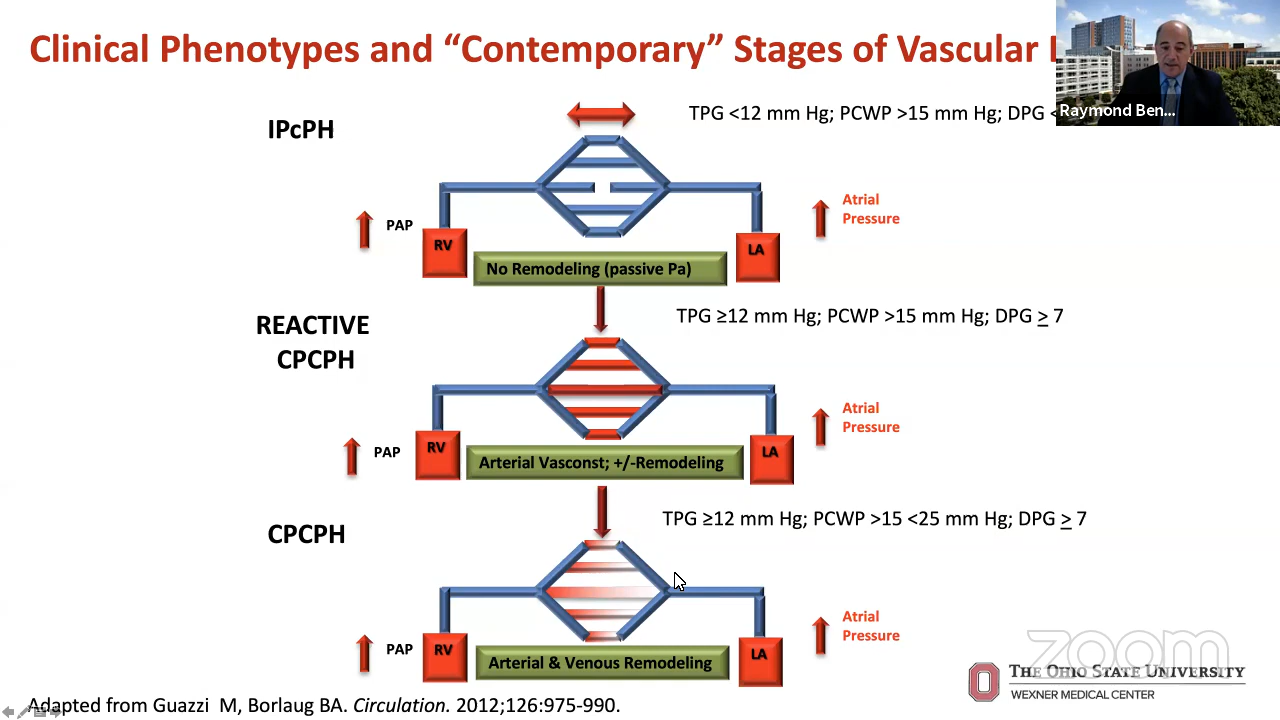 Clinical Phenotypes and “Contemporary” Stages of Vascular
Raymond Ben...
IPcPH
TPG <12 mm Hg; PCWP >15 mm Hg; DPG <
PAP
RV
LA
Atrial
Pressure
No Remodeling (passive Pa)
REACTIVE
CPCPH
TPG ≥12 mm Hg; PCWP >15 mm Hg; DPG ≥ 7
PAP
RV
LA
Atrial
Pressure
Arterial Vasconst; +/-Remodeling
CPCPH
TPG ≥12 mm Hg; PCWP >15 <25 mm Hg; DPG ≥ 7
PAP
RV
LA
Atrial
Pressure
Arterial & Venous Remodeling
zoom
THE OHIO STATE UNIVERSITY
WEXNER MEDICAL CENTER
Adapted from Guazzi M, Borlaug BA. Circulation. 2012;126:975-990.